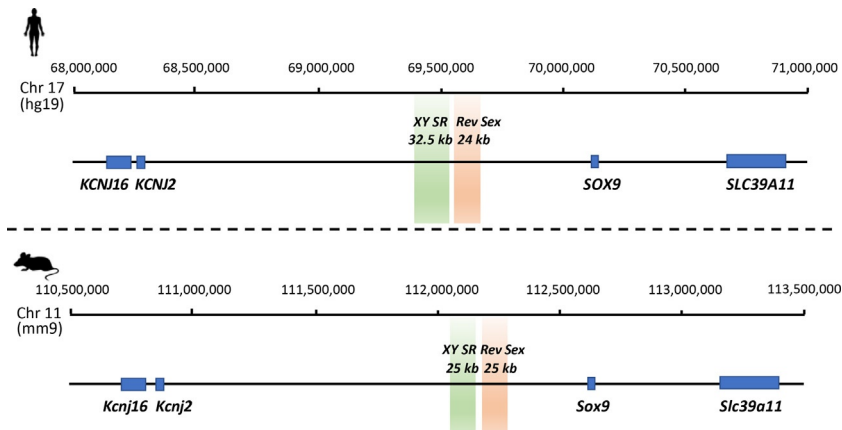 68,000,000 68,500,000 69,000,000 69,500,000 70,000,000 70,500,000 71,000,000
Chr 17
(hg19)
XY SR Rev Sex
32.5 kb 24 kb
KCNJ16 KCNJ2 SOX9 SLC39A11
110,500,000 111,000,000 111,500,000 112,000,000 112,500,000 113,000,000 113,500,000
Chr 11
(mm9)
XY SR Rev Sex
25 kb 25 kb
Kcnj16 Kcnj2 Sox9 Slc39a11